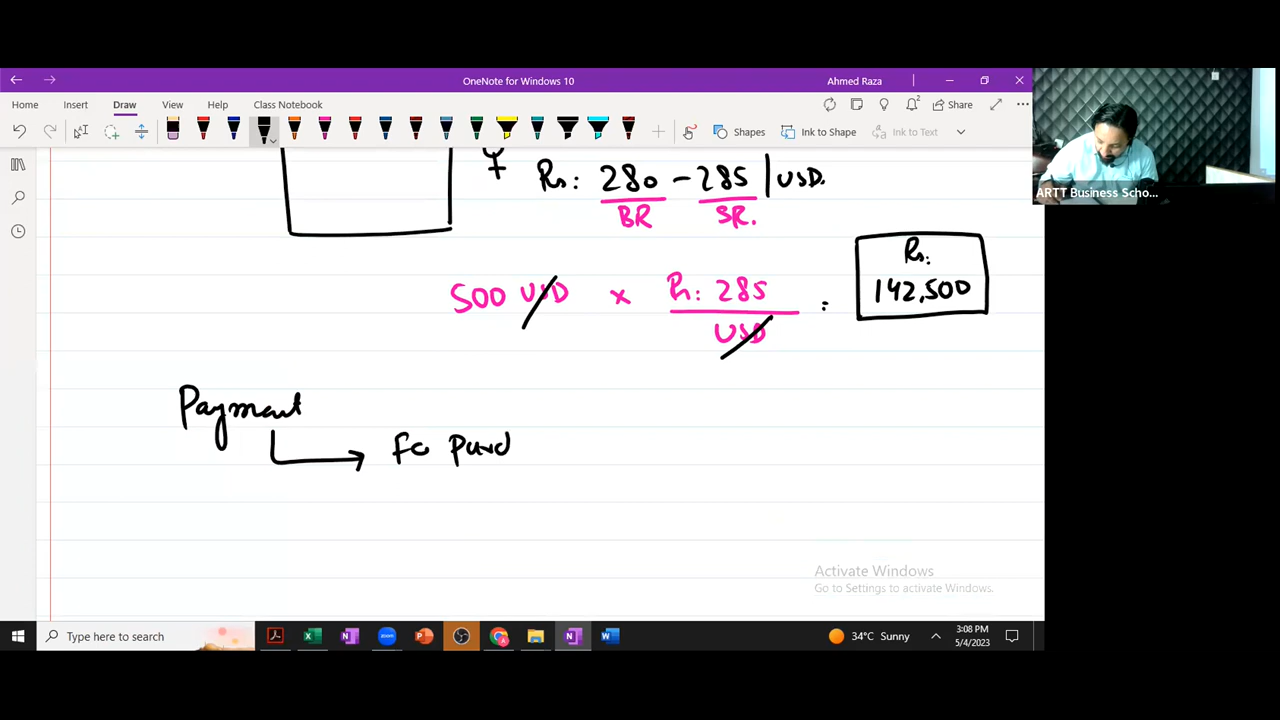 OneNote for Windows 10
Ahmed Raza
Home Insert Draw View Help Class Notebook
Share
Shapes Ink to Shape Ink to Text
ARTT Business Scho...
Rs: 280 - 285 | USD.
BR SR.
500 USD x Rs: 285 =
USD
Rs:
142,500
Payment
FC Purc
Activate Windows
Go to Settings to activate Windows.
Type here to search
34°C Sunny
3:08 PM
5/4/2023
2